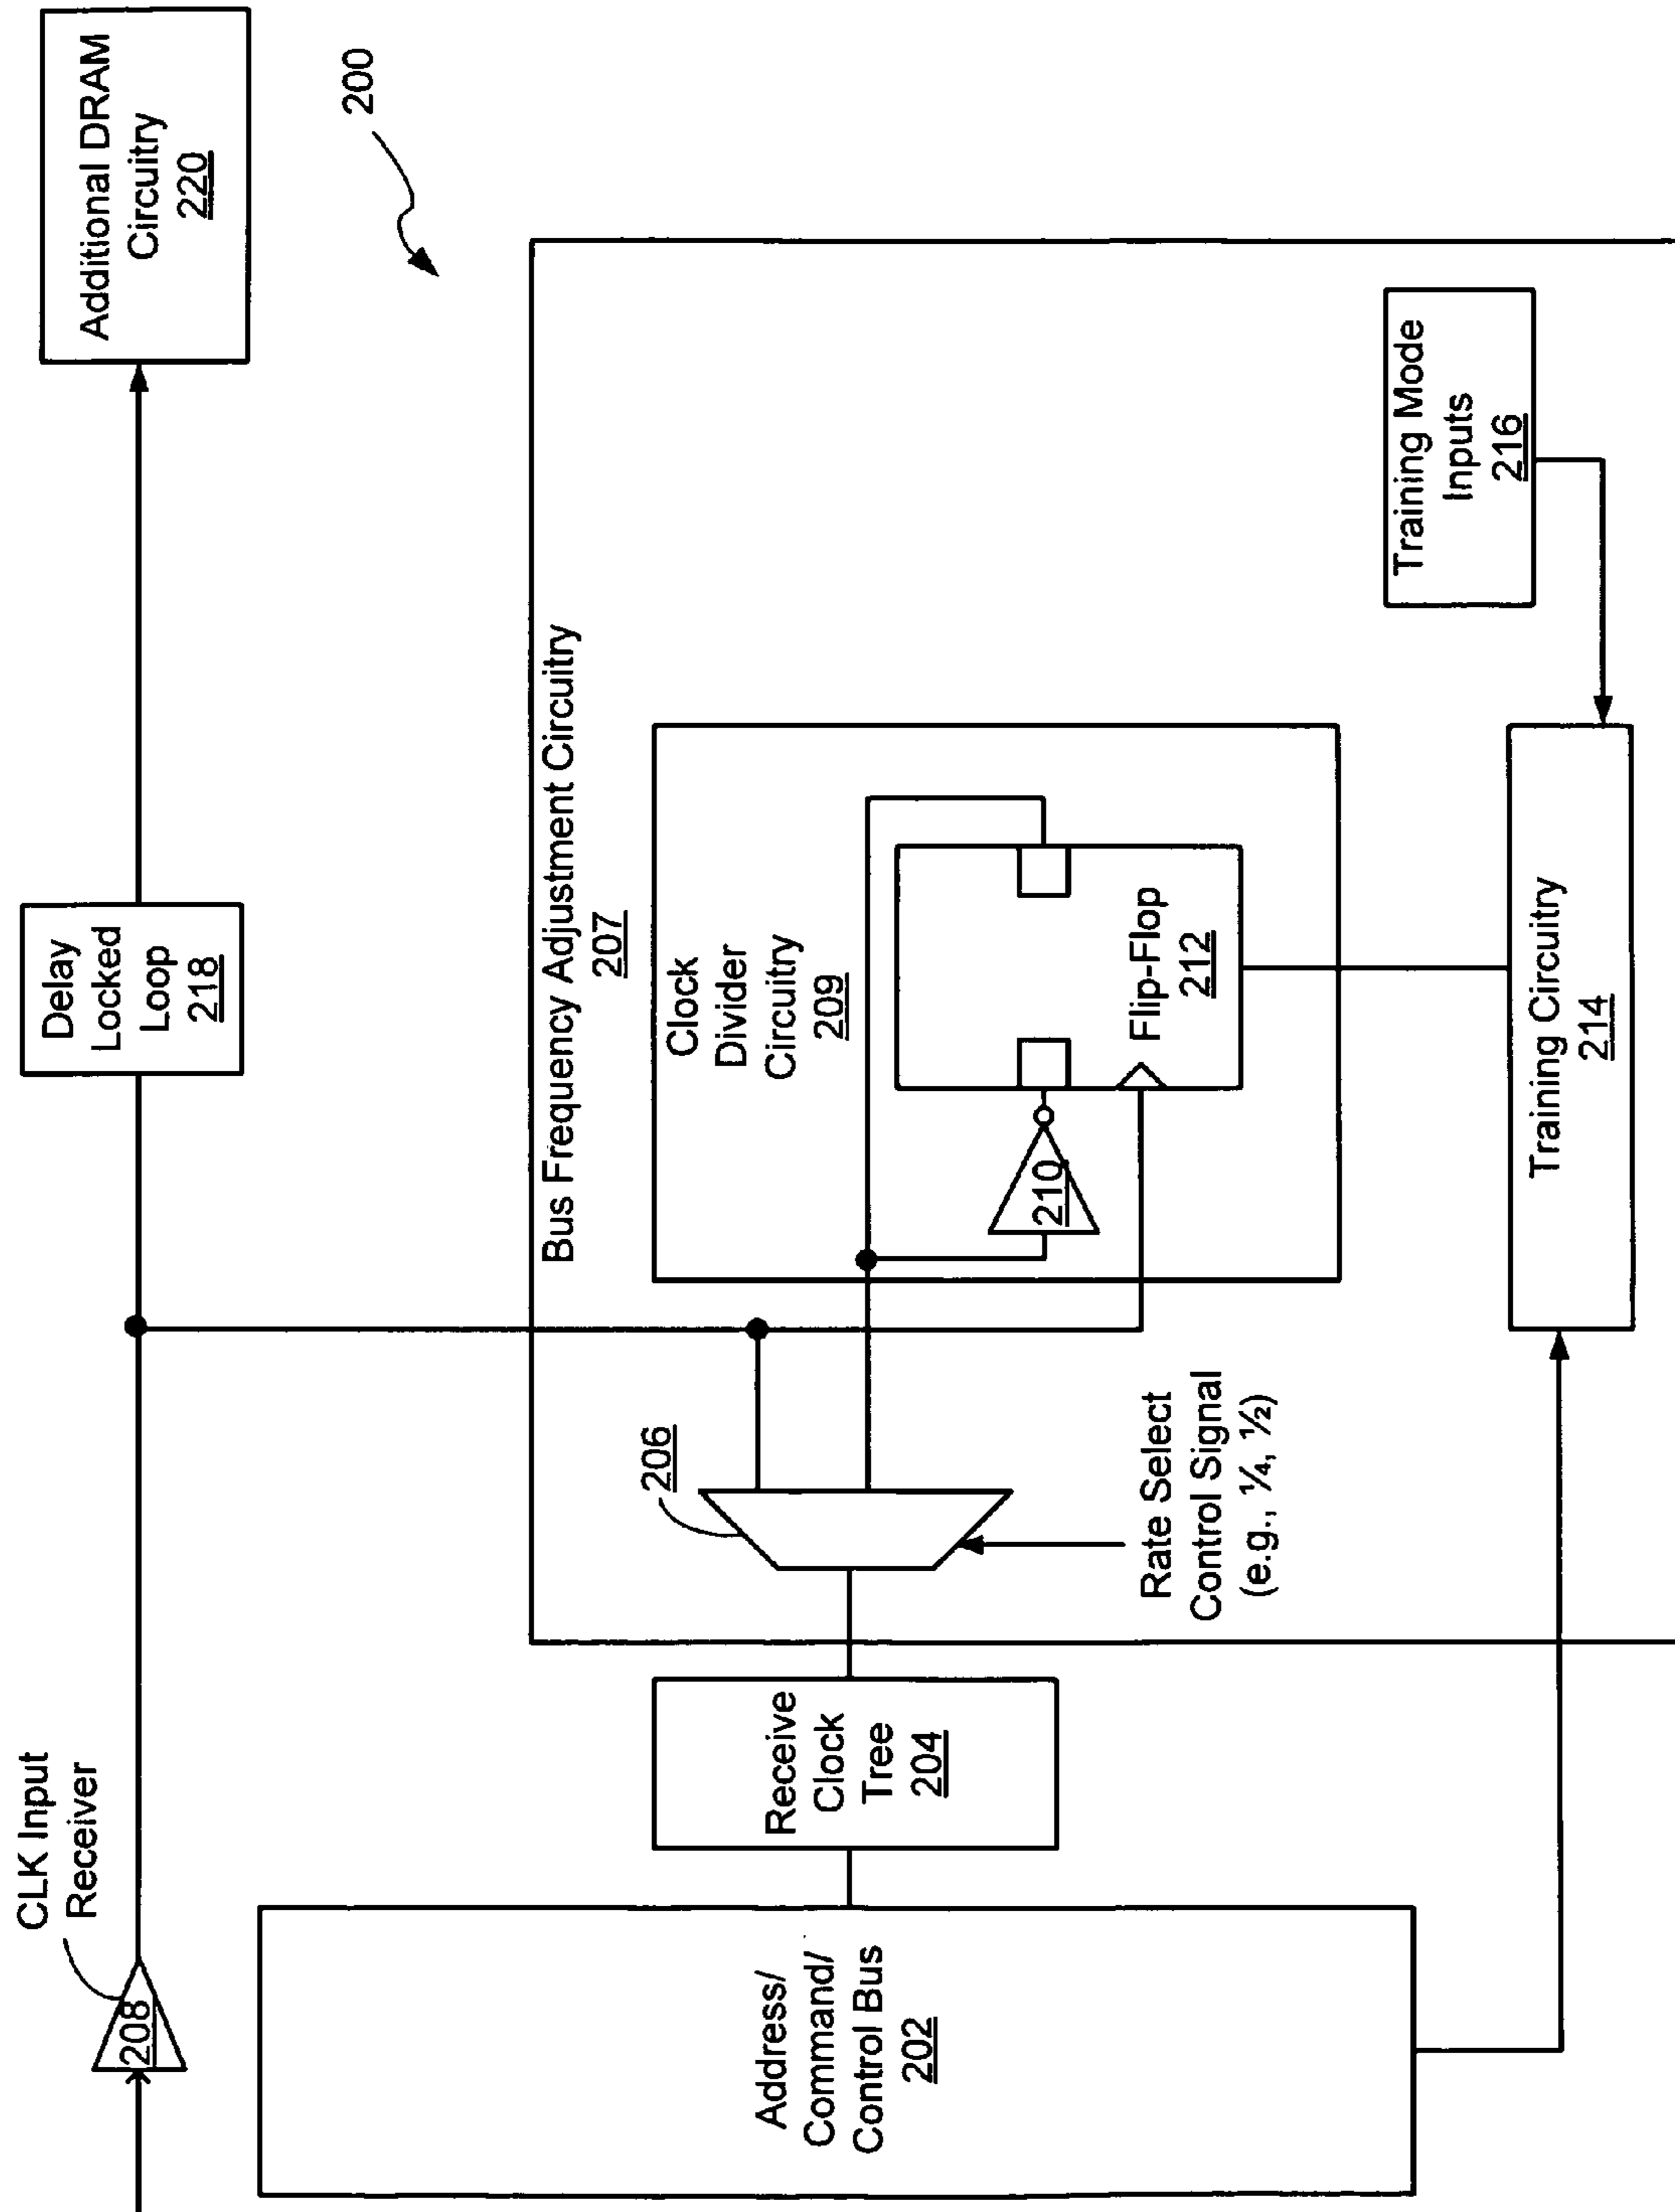 CLK Input
Receiver
208
Delay
Locked
Loop
218
Additional DRAM
Circuitry
220
200
Address/
Command/
Control Bus
202
Receive
Clock
Tree
204
206
Rate Select
Control Signal
(e.g., ¼, ½)
Bus Frequency Adjustment Circuitry
207
Clock
Divider
Circuitry
209
210
Flip-Flop
212
Training Circuitry
214
Training Mode
Inputs
216